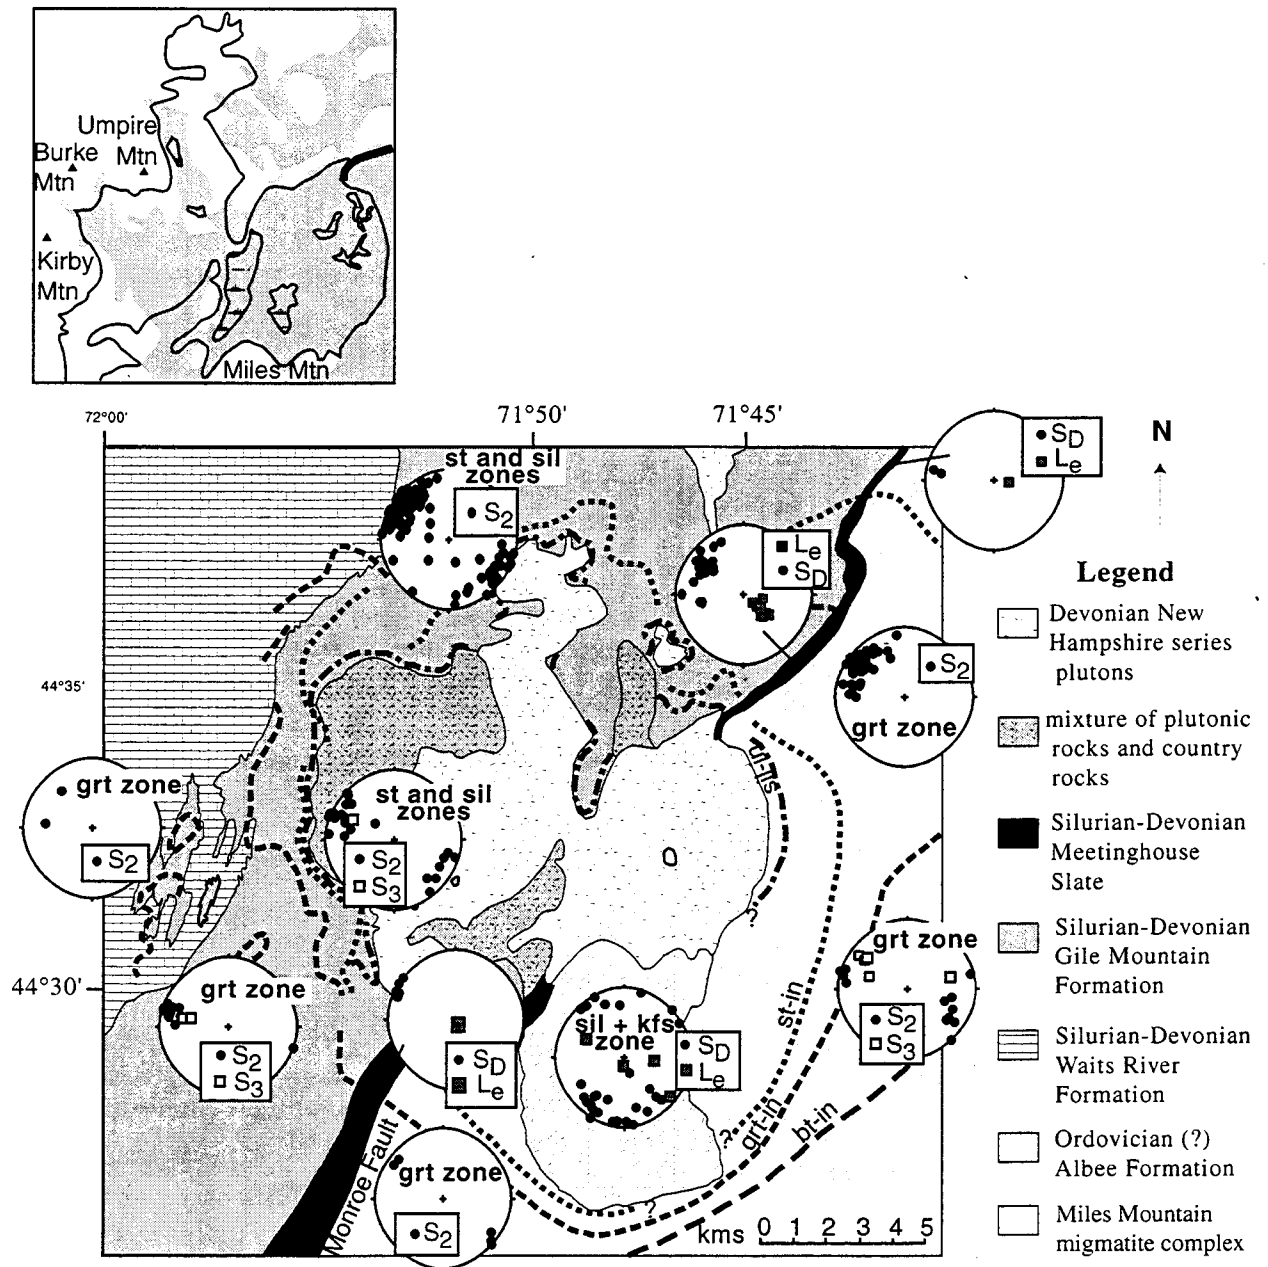 Umpire
Mtn
Burke
Mtn
Kirby
Mtn
Miles Mtn
72°00'
71°50'
71°45'
N
st and sil
zones
S2
SD
Le
Le
SD
44°35'
S2
grt zone
grt zone
S2
st and sil
zones
S2
S3
grt zone
S2
S3
44°30'
grt zone
S2
S3
SD
Le
sil + kfs
zone
SD
Le
st-in
grt-in
bt-in
?
?
?
Monroe Fault
grt zone
S2
kms 0 1 2 3 4 5
Legend
Devonian New
Hampshire series
plutons
mixture of plutonic
rocks and country
rocks
Silurian-Devonian
Meetinghouse
Slate
Silurian-Devonian
Gile Mountain
Formation
Silurian-Devonian
Waits River
Formation
Ordovician (?)
Albee Formation
Miles Mountain
migmatite complex